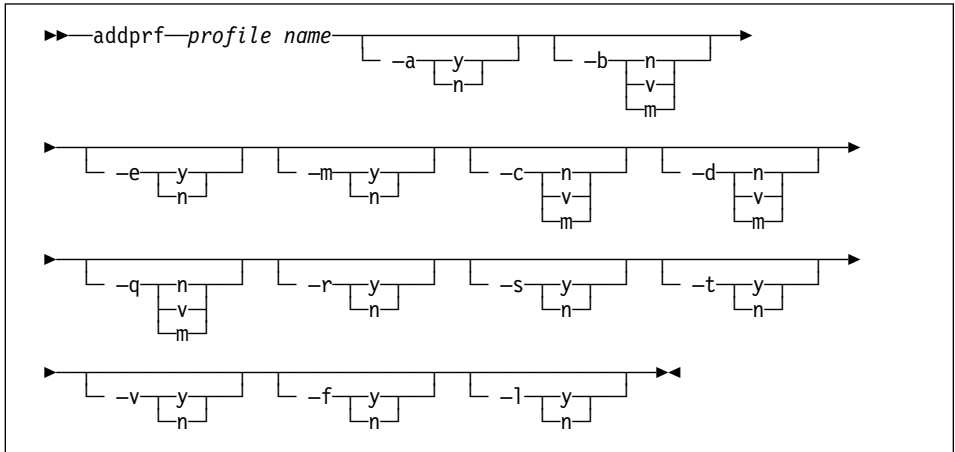 addprf profile name
–a y –b n
n v
m
–e y –m y –c n –d n
n n v v
m m
–q n –r y –s y –t y
v n n n
m
–v y –f y –l y
n n n